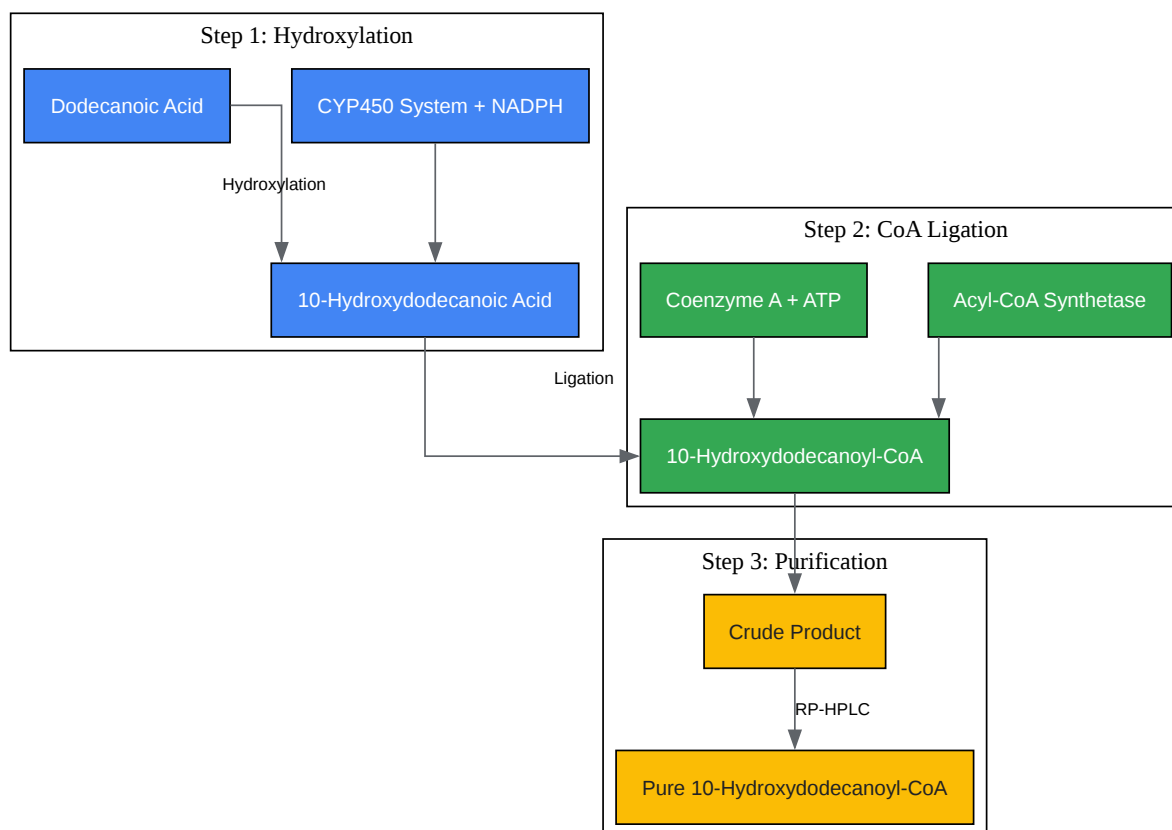 Step 1: Hydroxylation
Dodecanoic Acid
CYP450 System + NADPH
Hydroxylation
10-Hydroxydodecanoic Acid
Step 2: CoA Ligation
Coenzyme A + ATP
Acyl-CoA Synthetase
Ligation
10-Hydroxydodecanoyl-CoA
Step 3: Purification
Crude Product
RP-HPLC
Pure 10-Hydroxydodecanoyl-CoA